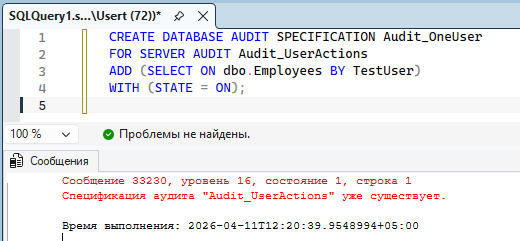 SQLQuery1.s...\Usert (72))*
1 CREATE DATABASE AUDIT SPECIFICATION Audit_OneUser
2 FOR SERVER AUDIT Audit_UserActions
3 ADD (SELECT ON dbo.Employees BY TestUser)
4 WITH (STATE = ON);
5
100 %
Проблемы не найдены.
Сообщения
Сообщение 33230, уровень 16, состояние 1, строка 1
Спецификация аудита "Audit_UserActions" уже существует.
Время выполнения: 2026-04-11T12:20:39.9548994+05:00